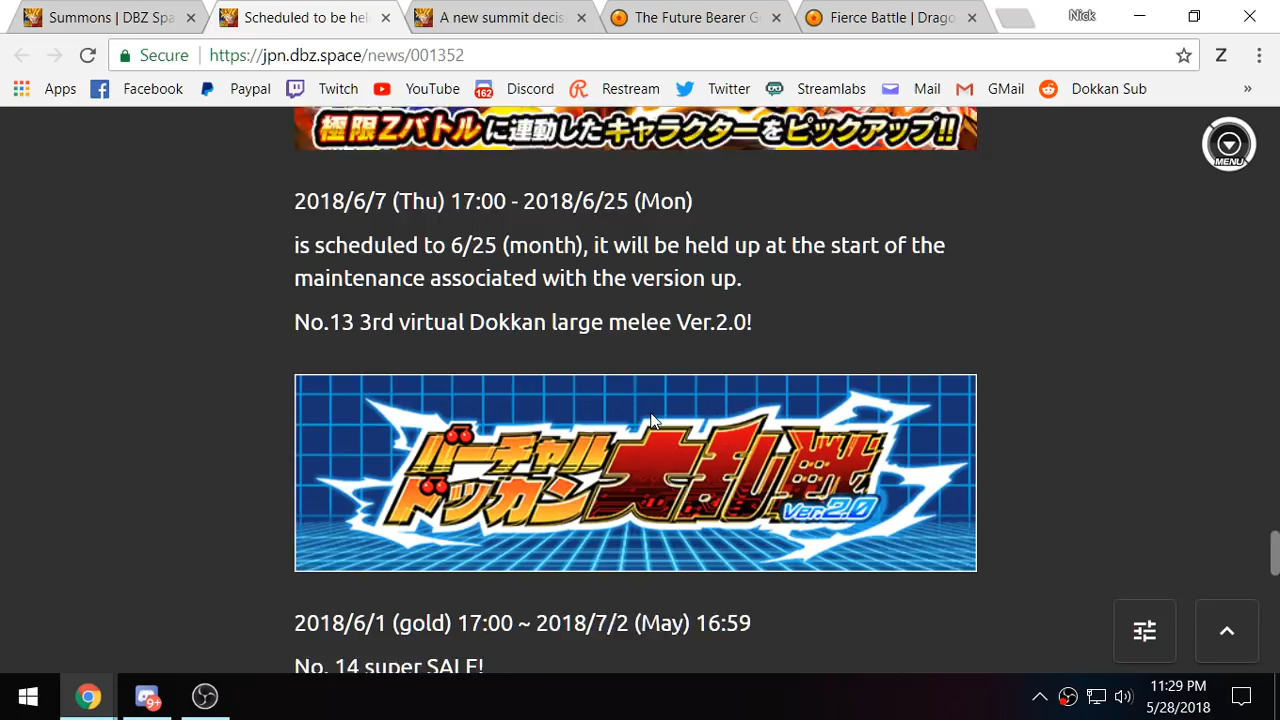 Summons | DBZ Spa
Scheduled to be hel
A new summit decis
The Future Bearer G
Fierce Battle | Drago
Nick
Secure
https://jpn.dbz.space/news/001352
Z
Apps
Facebook
Paypal
Twitch
YouTube
162
Discord
Restream
Twitter
Streamlabs
Mail
GMail
Dokkan Sub
»
極限Zバトルに連動したキャラクターをピックアップ!!
MENU
2018/6/7 (Thu) 17:00 - 2018/6/25 (Mon)
is scheduled to 6/25 (month), it will be held up at the start of the
maintenance associated with the version up.
No.13 3rd virtual Dokkan large melee Ver.2.0!
バーチャル
ドッカン大乱戦
Ver.2.0
2018/6/1 (gold) 17:00 ~ 2018/7/2 (May) 16:59
No. 14 super SALE!
9+
11:29 PM
5/28/2018